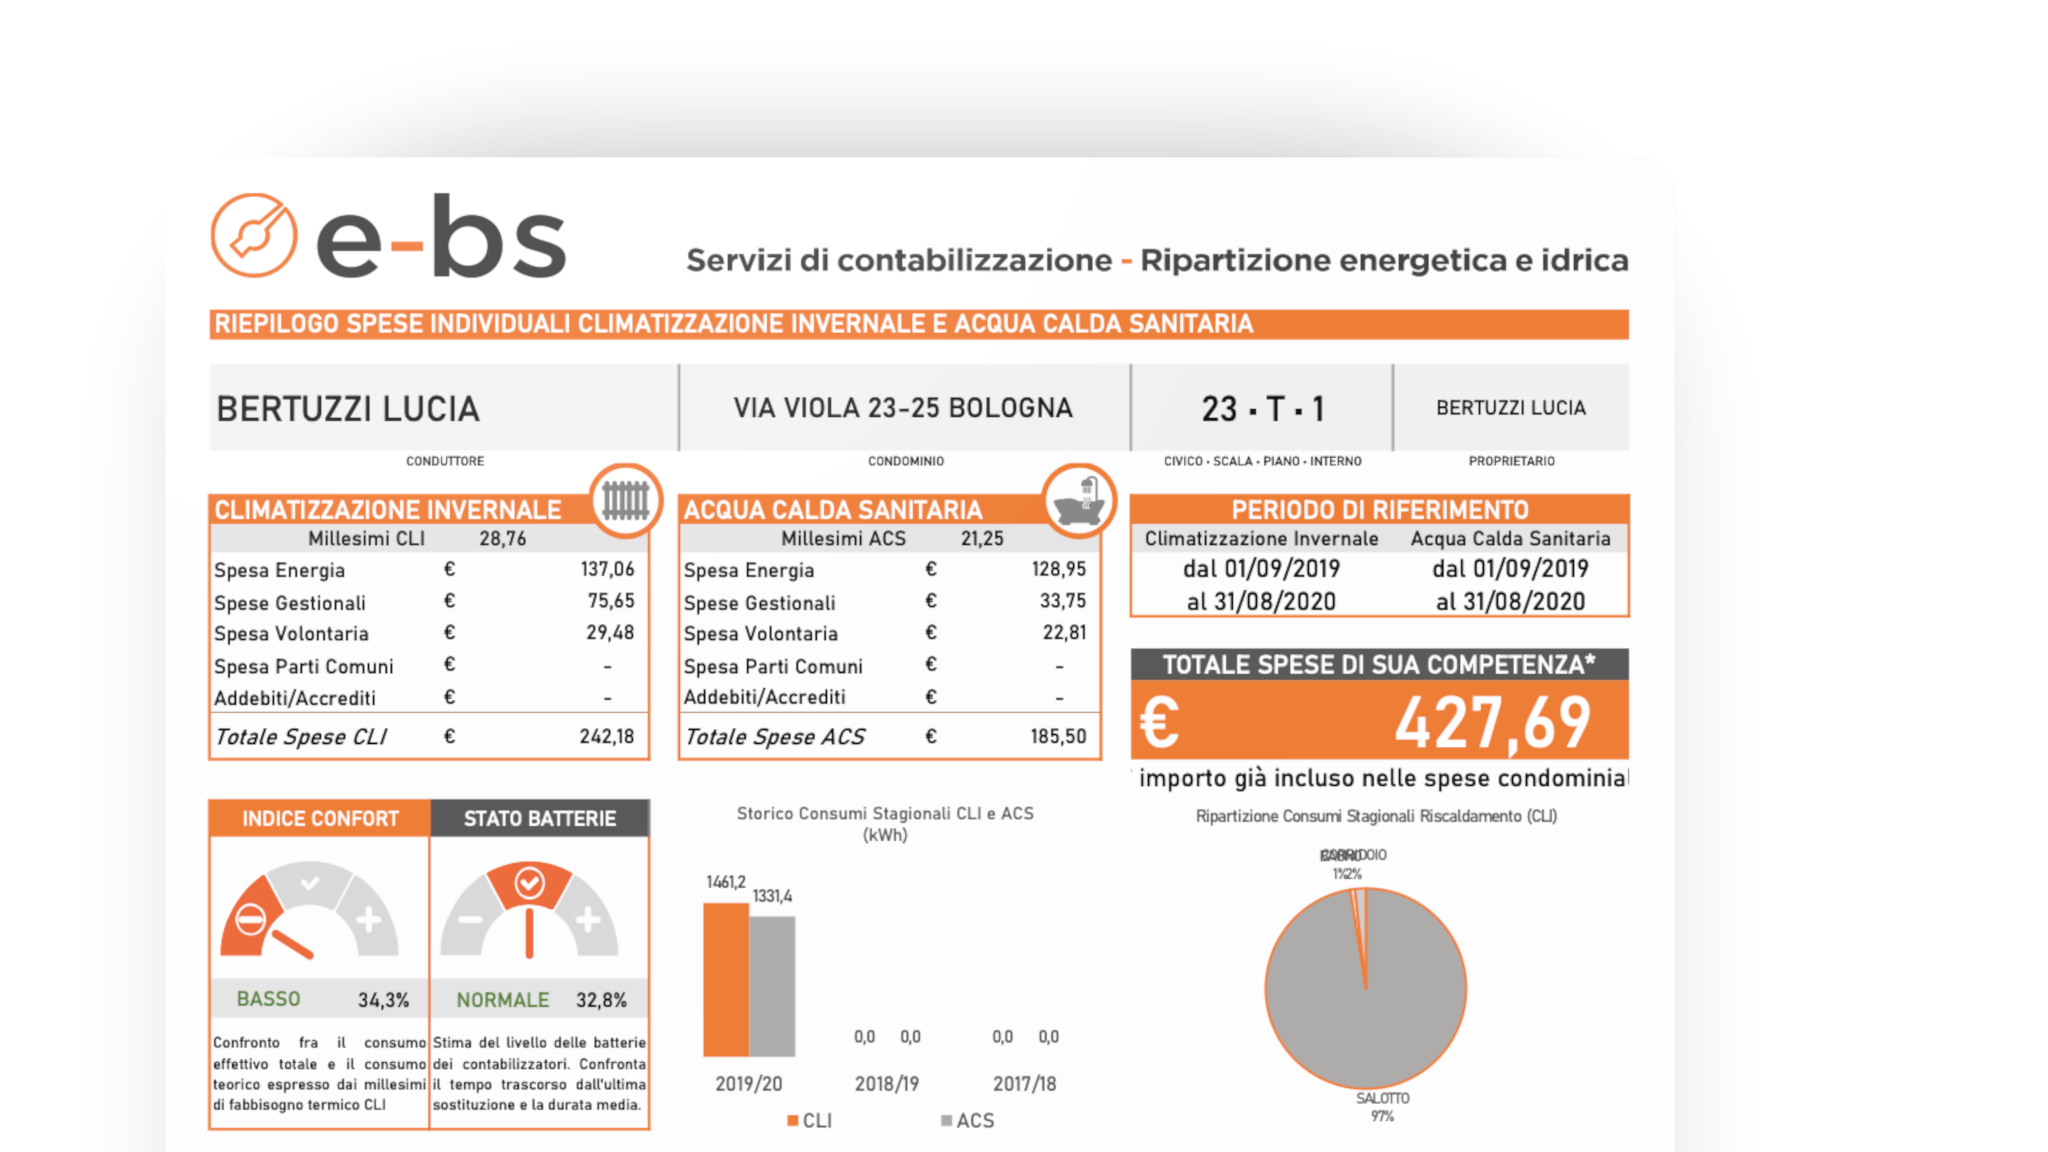 e-bs
Servizi di contabilizzazione - Ripartizione energetica e idrica
RIEPILOGO SPESE INDIVIDUALI CLIMATIZZAZIONE INVERNALE E ACQUA CALDA SANITARIA
BERTUZZI LUCIA
CONDUTTORE
VIA VIOLA 23-25 BOLOGNA
CONDOMINIO
23 · T · 1
CIVICO · SCALA · PIANO · INTERNO
BERTUZZI LUCIA
PROPRIETARIO
CLIMATIZZAZIONE INVERNALE
Millesimi CLI 28,76
Spesa Energia € 137,06
Spese Gestionali € 75,65
Spesa Volontaria € 29,48
Spesa Parti Comuni € -
Addebiti/Accrediti € -
Totale Spese CLI € 242,18
ACQUA CALDA SANITARIA
Millesimi ACS 21,25
Spesa Energia € 128,95
Spese Gestionali € 33,75
Spesa Volontaria € 22,81
Spesa Parti Comuni € -
Addebiti/Accrediti € -
Totale Spese ACS € 185,50
PERIODO DI RIFERIMENTO
Climatizzazione Invernale Acqua Calda Sanitaria
dal 01/09/2019 dal 01/09/2019
al 31/08/2020 al 31/08/2020
TOTALE SPESE DI SUA COMPETENZA*
€ 427,69
importo già incluso nelle spese condominial
INDICE CONFORT
BASSO 34,3%
Confronto fra il consumo
effettivo totale e il consumo
teorico espresso dai millesimi
di fabbisogno termico CLI
STATO BATTERIE
NORMALE 32,8%
Stima del livello delle batterie
dei contabilizzatori. Confronta
il tempo trascorso dall'ultima
sostituzione e la durata media.
Storico Consumi Stagionali CLI e ACS
(kWh)
1461,2 1331,4
0,0 0,0 0,0 0,0
2019/20 2018/19 2017/18
CLI ACS
Ripartizione Consumi Stagionali Riscaldamento (CLI)
CORRIDOIO
1% 2%
SALOTTO
97%